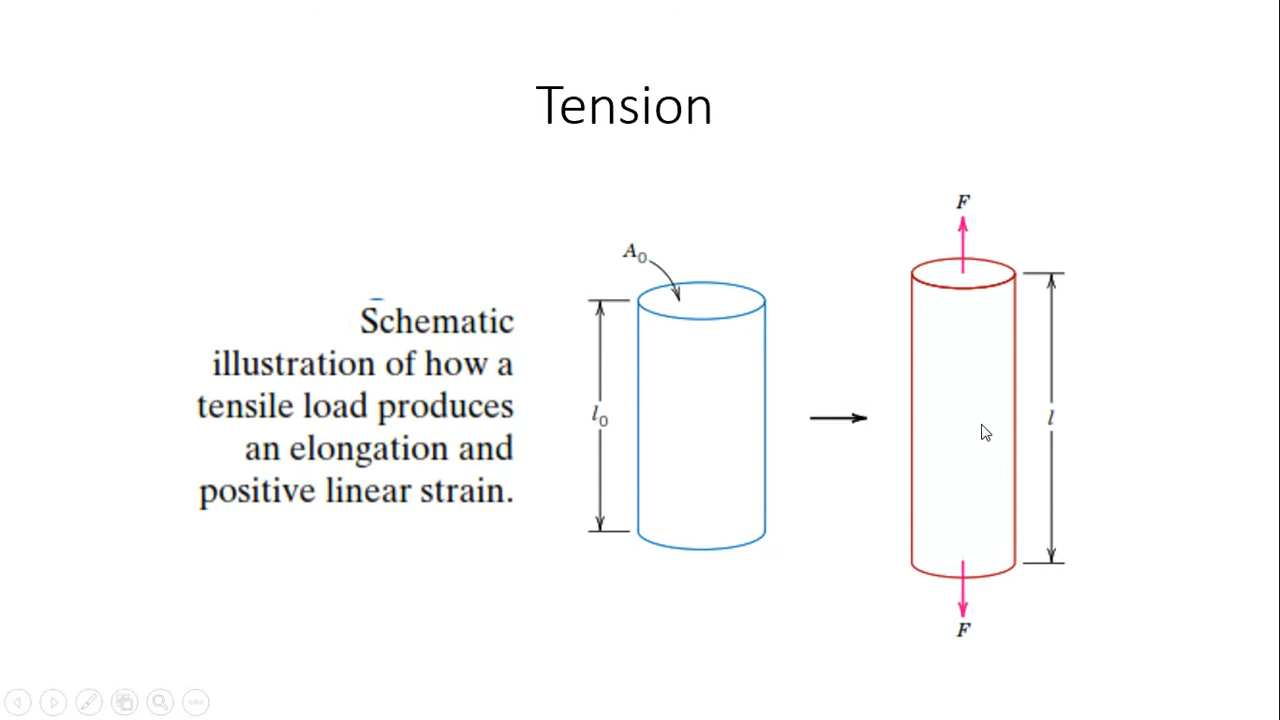 Tension
Schematic
illustration of how a
tensile load produces
an elongation and
positive linear strain.
A0
l0
F
l
F